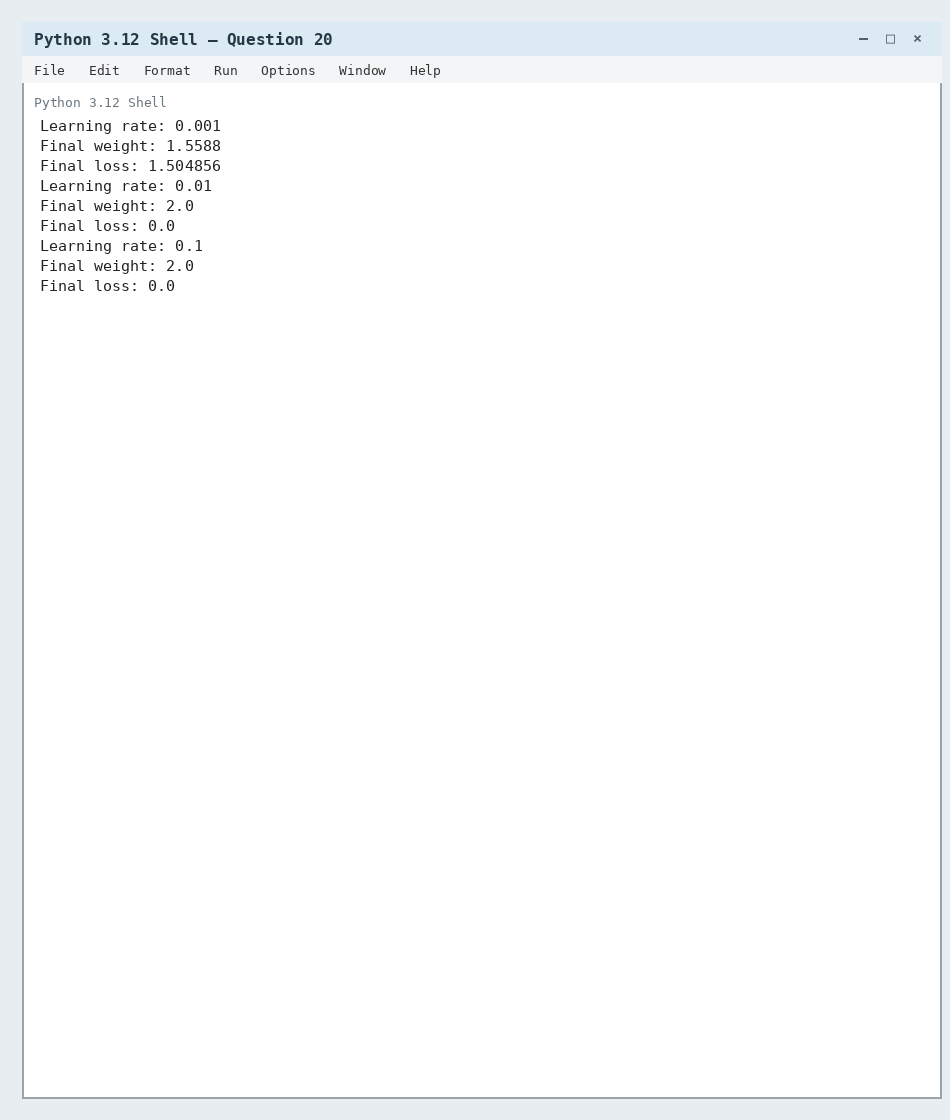 Python 3.12 Shell — Question 20
File Edit Format Run Options Window Help
Python 3.12 Shell
Learning rate: 0.001
Final weight: 1.5588
Final loss: 1.504856
Learning rate: 0.01
Final weight: 2.0
Final loss: 0.0
Learning rate: 0.1
Final weight: 2.0
Final loss: 0.0